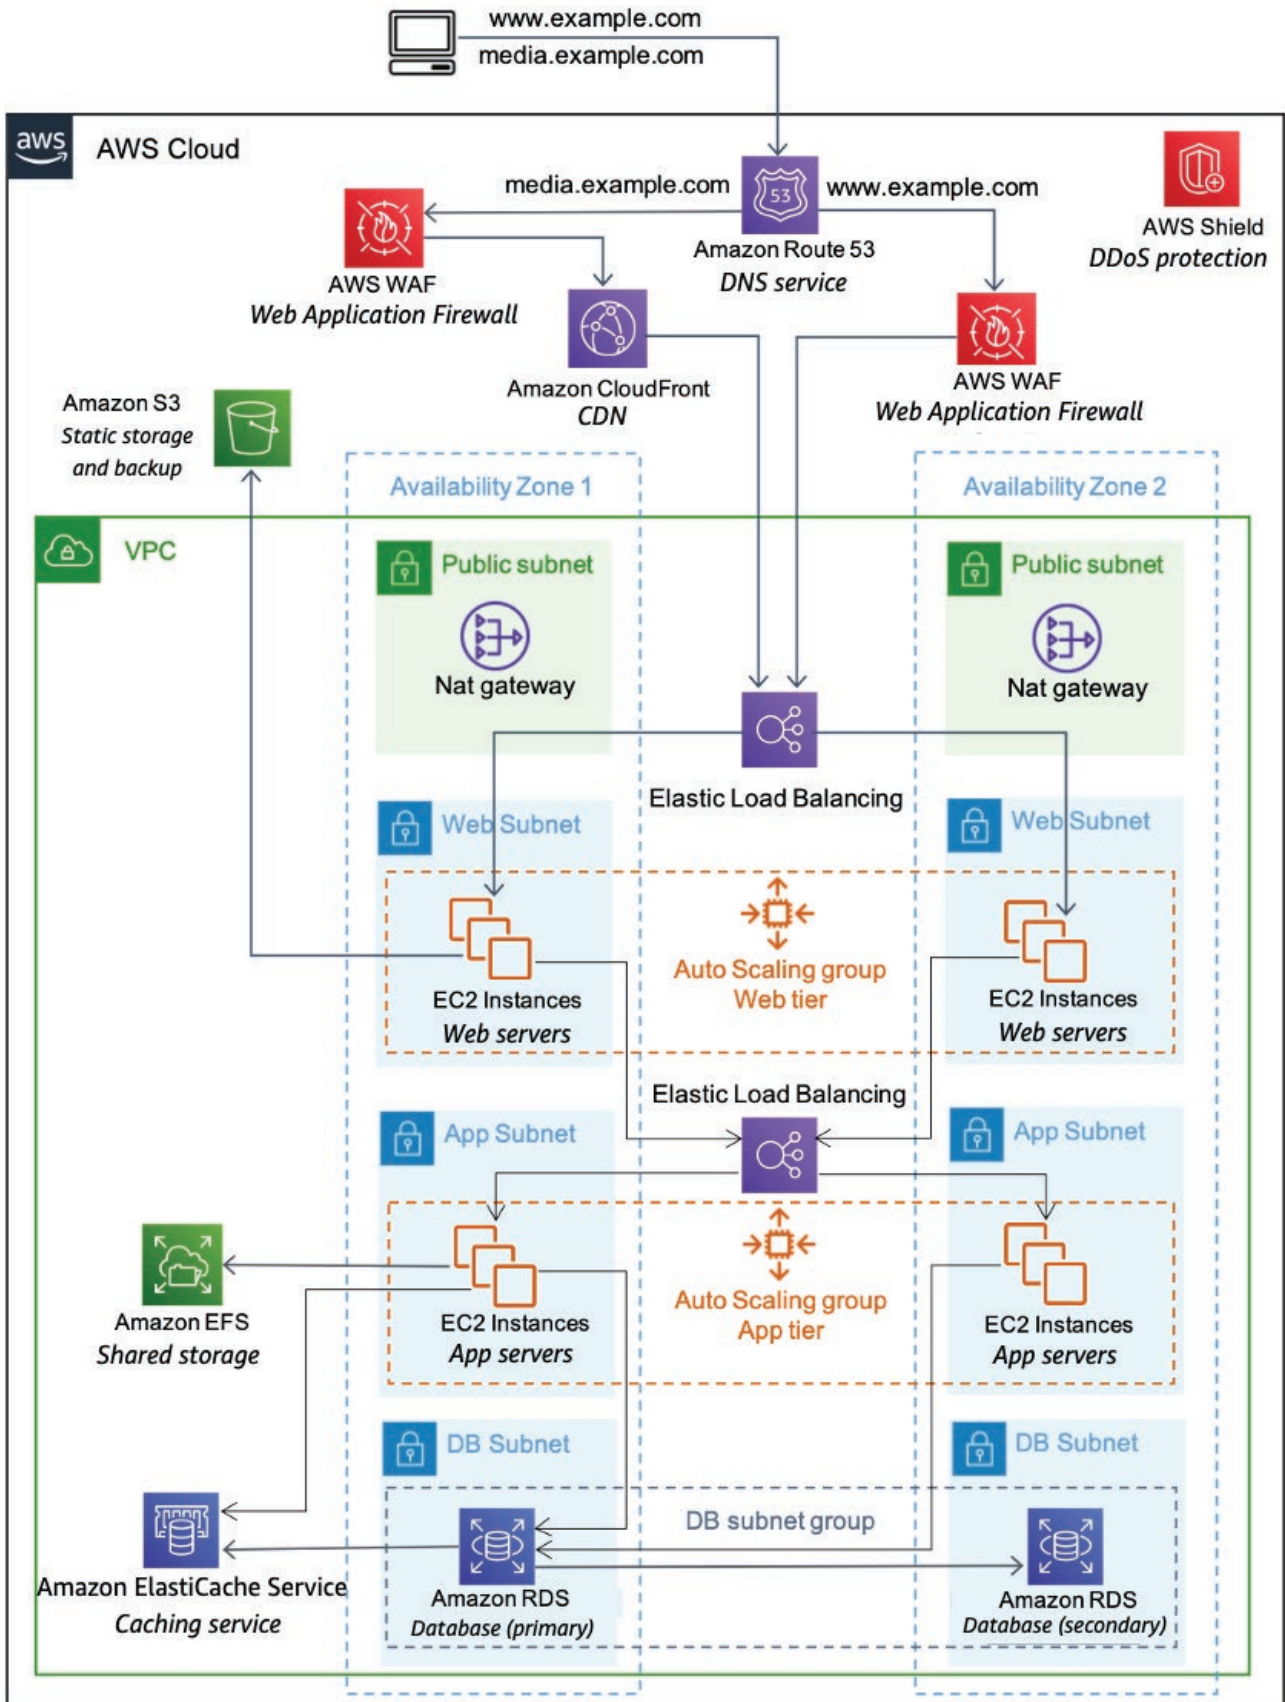 www.example.com
media.example.com
aws
AWS Cloud
media.example.com
www.example.com
53
AWS Shield
DDoS protection
Amazon Route 53
DNS service
AWS WAF
Web Application Firewall
Amazon CloudFront
CDN
AWS WAF
Web Application Firewall
Amazon S3
Static storage
and backup
Availability Zone 1
Availability Zone 2
VPC
Public subnet
Nat gateway
Public subnet
Nat gateway
Elastic Load Balancing
Web Subnet
Web Subnet
EC2 Instances
Web servers
Auto Scaling group
Web tier
EC2 Instances
Web servers
Elastic Load Balancing
App Subnet
App Subnet
Amazon EFS
Shared storage
EC2 Instances
App servers
Auto Scaling group
App tier
EC2 Instances
App servers
DB Subnet
DB Subnet
DB subnet group
Amazon ElastiCache Service
Caching service
Amazon RDS
Database (primary)
Amazon RDS
Database (secondary)